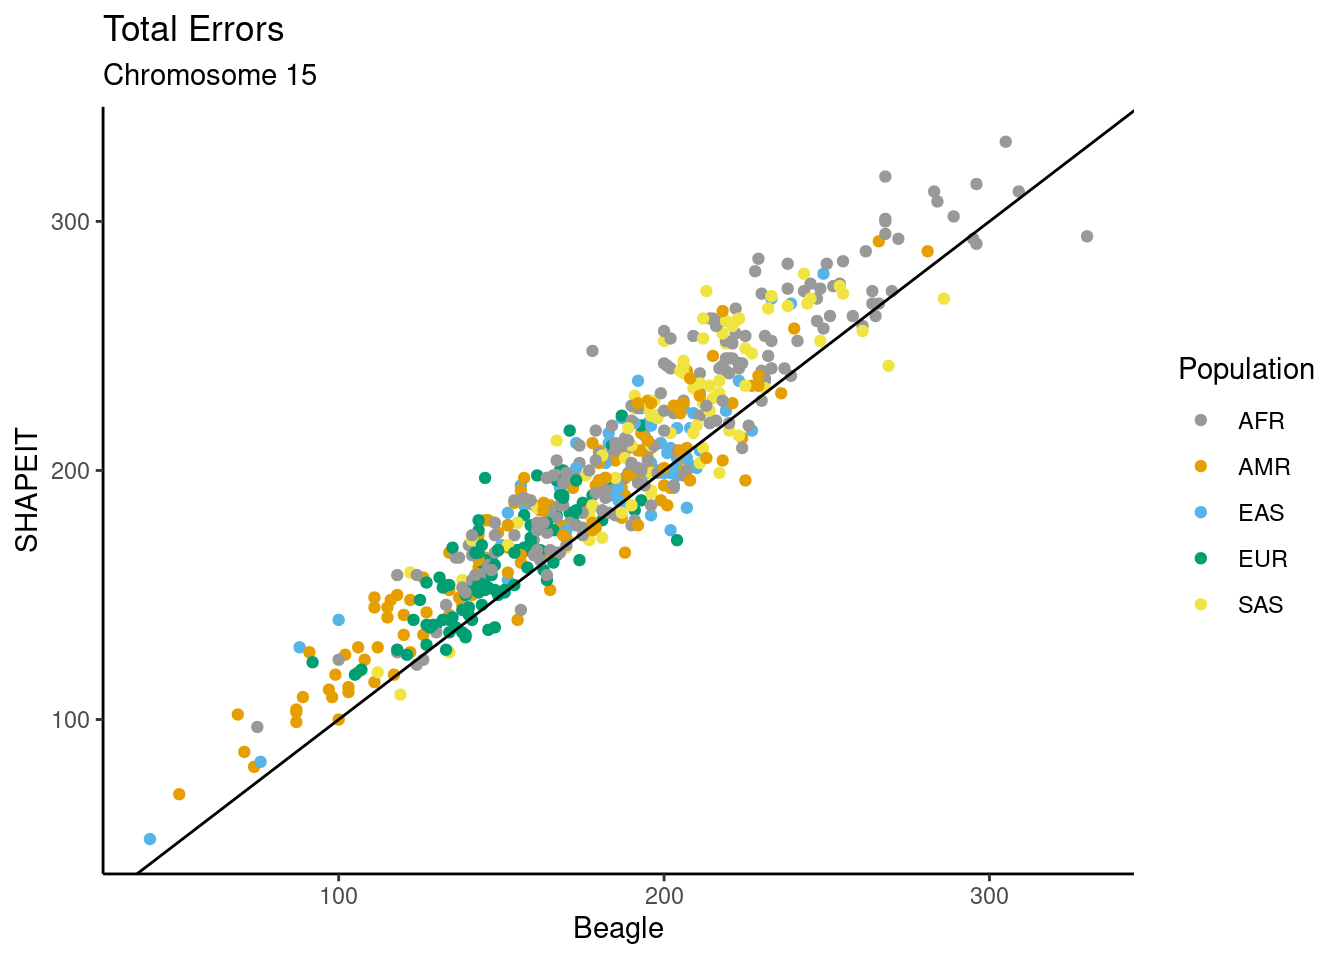 Total Errors
Chromosome 15
SHAPEIT
300
200
100
100
200
300
Beagle
Population
AFR
AMR
EAS
EUR
SAS